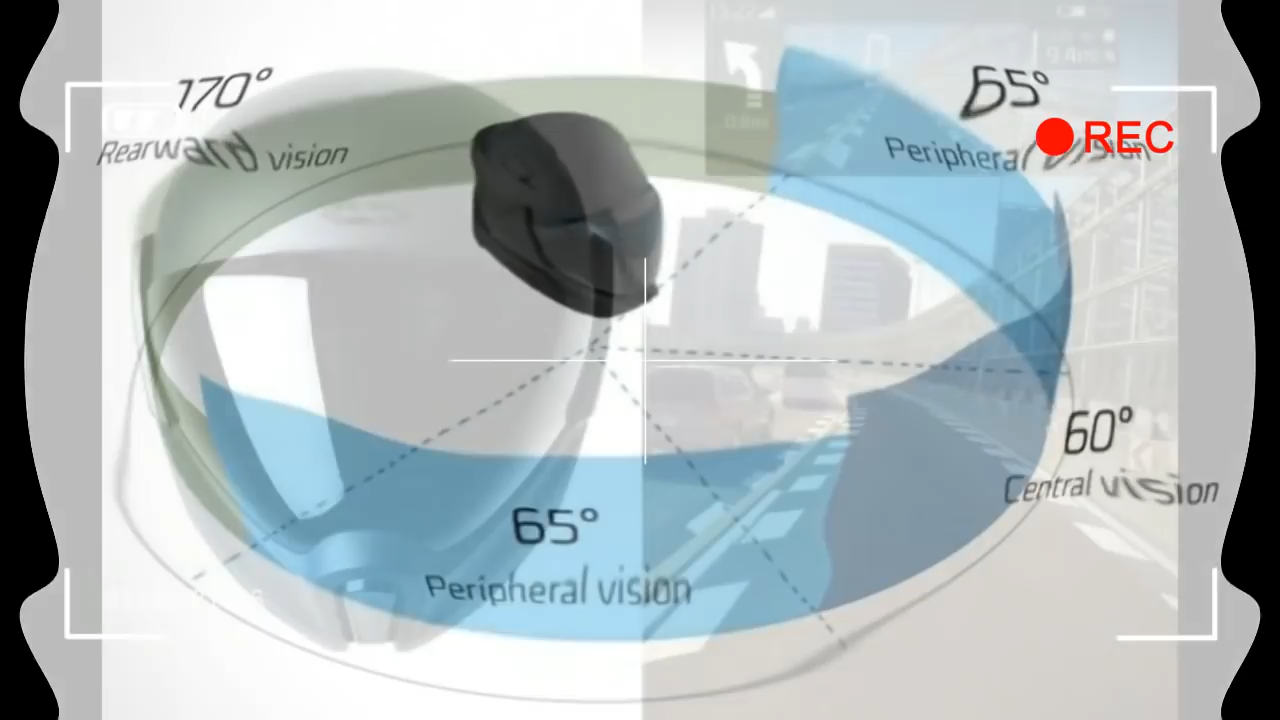 170°
Rearward vision
65°
Peripheral vision
REC
60°
Central vision
65°
Peripheral vision